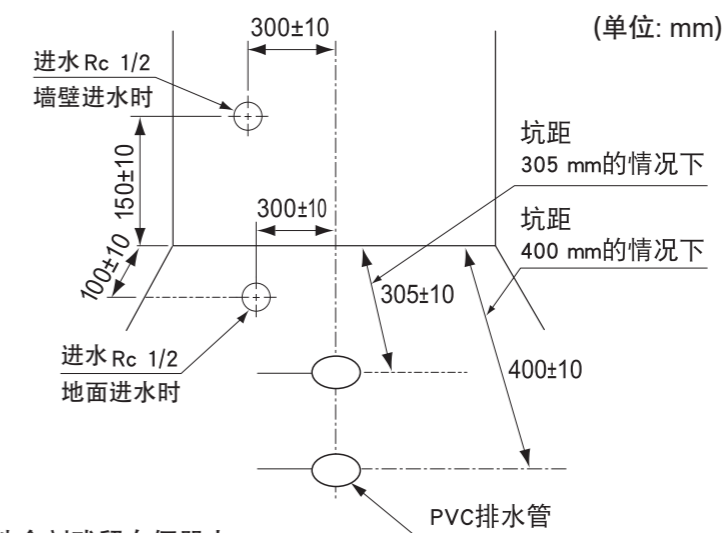 300±10
(单位: mm)
进水 Rc 1/2
墙壁进水时
坑距
305 mm的情况下
150±10
300±10
坑距
400 mm的情况下
100±10
305±10
进水 Rc 1/2
地面进水时
400±10
PVC排水管